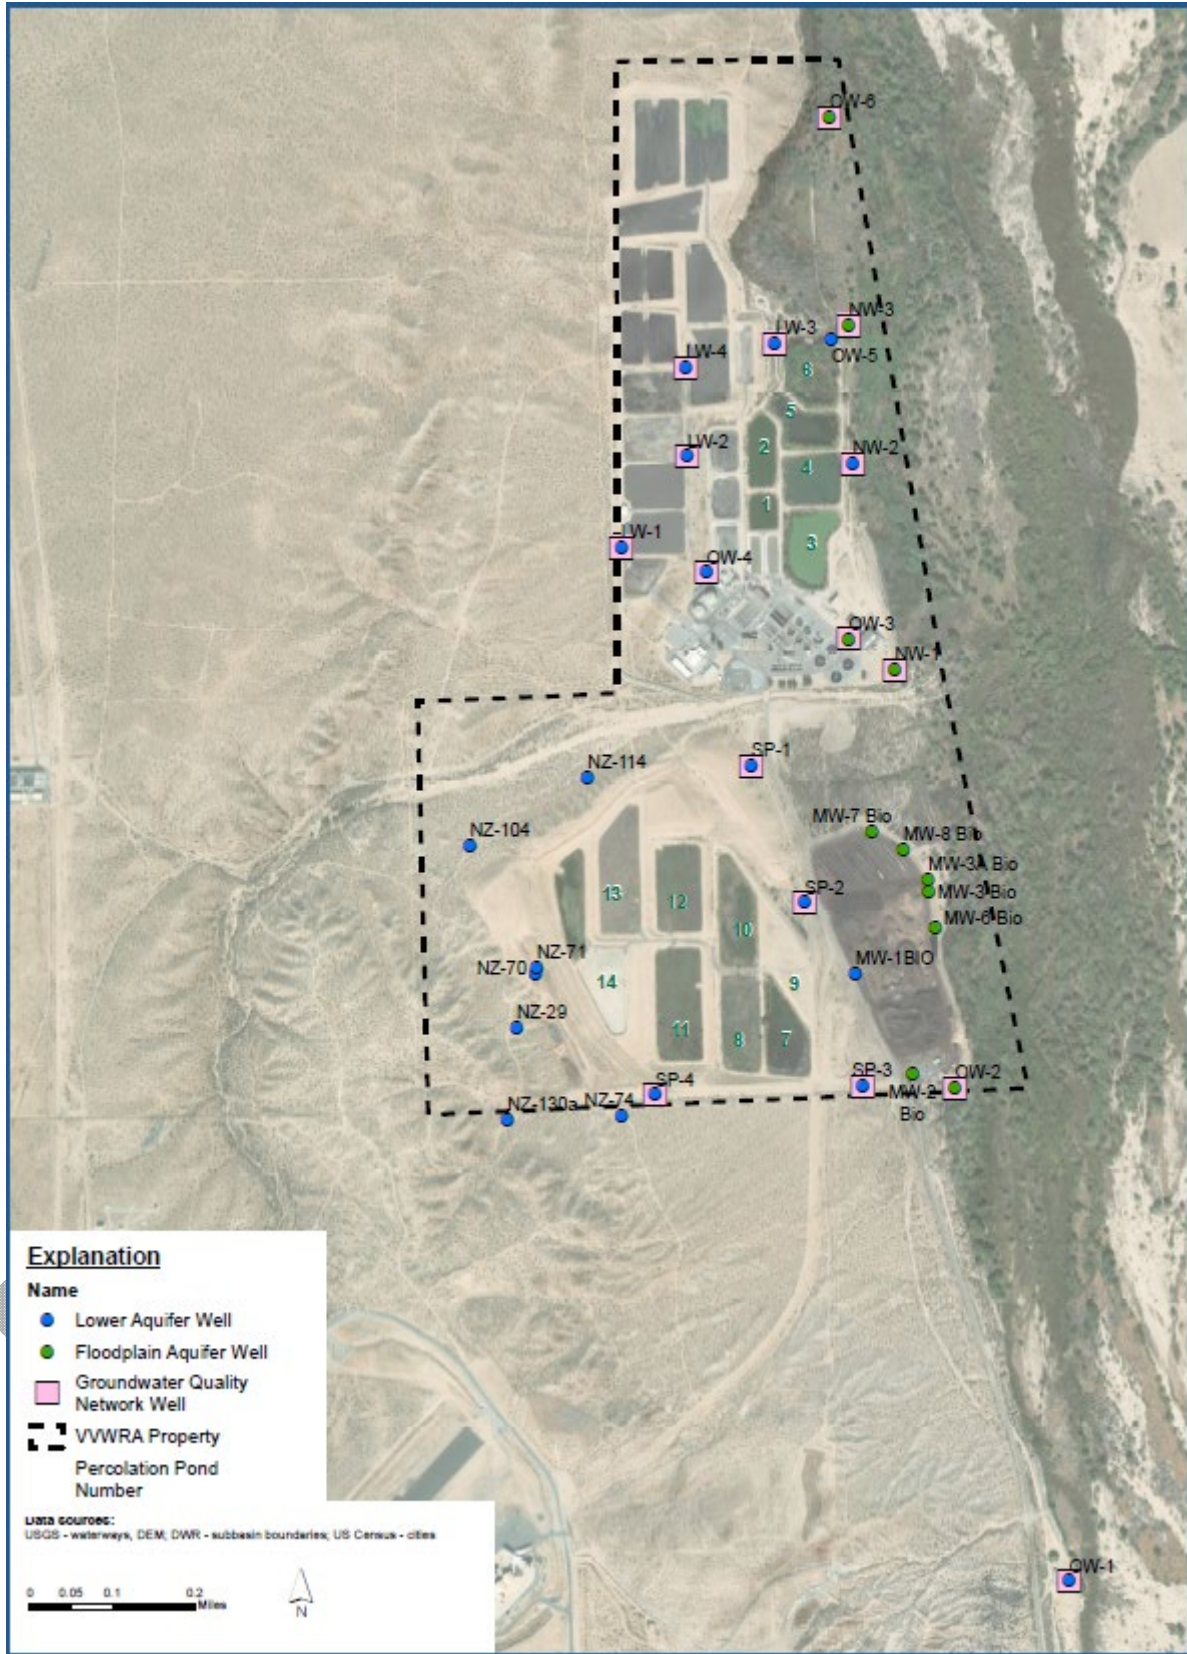 OW-6
NW-3
LW-3
OW-5
LW-4
6
5
2
LW-2
4
NW-2
1
LW-1
3
OW-4
OW-3
NW-1
SP-1
NZ-114
MW-7 Bio
NZ-104
MW-8 Bio
MW-3A Bio
13
12
SP-2
MW-3 Bio
10
MW-6 Bio
NZ-71
NZ-70
MW-1BIO
14
9
NZ-29
11
8
7
SP-4
SP-3
OW-2
MW-2
Bio
NZ-130a
NZ-74
Explanation
Name
Lower Aquifer Well
Floodplain Aquifer Well
Groundwater Quality
Network Well
VVWRA Property
Percolation Pond
Number
Data sources:
USGS - waterways, DEM; DWR - subbasin boundaries; US Census - cities
0 0.05 0.1 0.2
Miles
N
OW-1